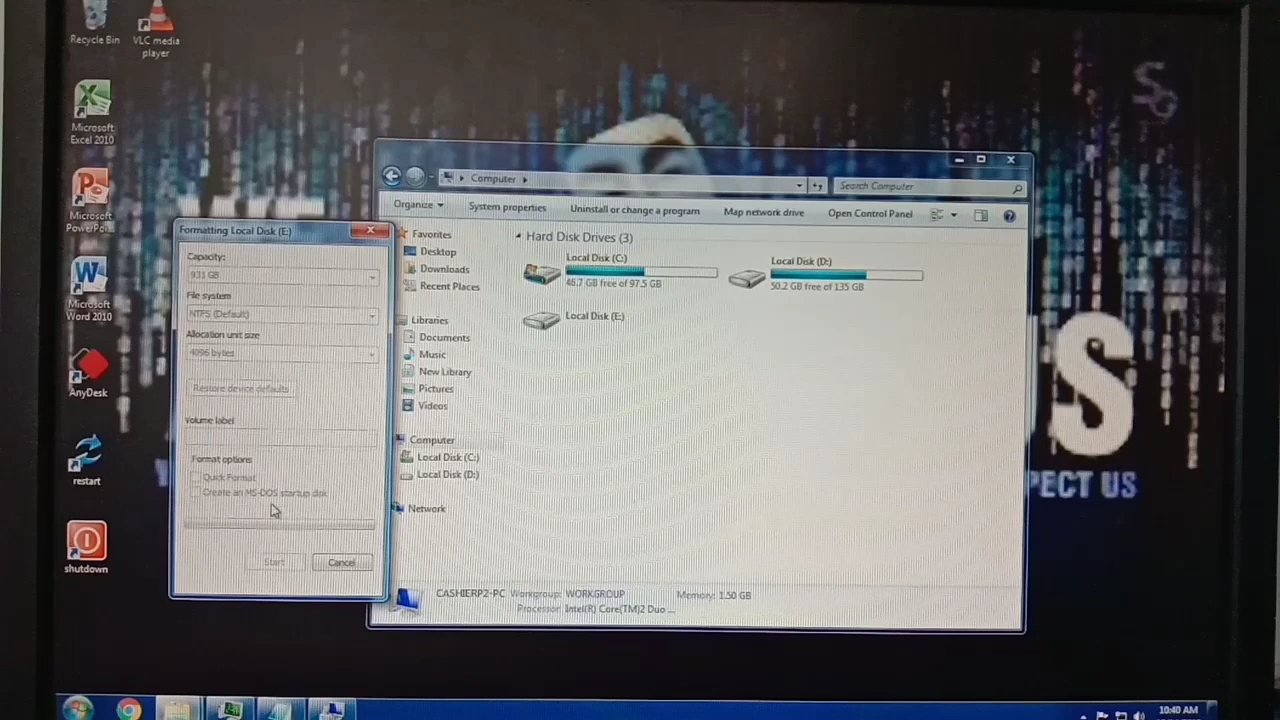 Recycle Bin
VLC media
player
Microsoft
Excel 2010
Microsoft
PowerPoi...
Microsoft
Word 2010
AnyDesk
restart
shutdown
Formatting Local Disk (E:)
Capacity:
931 GB
File system
NTFS (Default)
Allocation unit size
4096 bytes
Restore device defaults
Volume label
Format options
Quick Format
Create an MS-DOS startup disk
Start
Cancel
Computer
Search Computer
Organize
System properties
Uninstall or change a program
Map network drive
Open Control Panel
Favorites
Desktop
Downloads
Recent Places
Libraries
Documents
Music
New Library
Pictures
Videos
Computer
Local Disk (C:)
Local Disk (D:)
Network
Hard Disk Drives (3)
Local Disk (C:)
46.7 GB free of 97.5 GB
Local Disk (D:)
50.2 GB free of 135 GB
Local Disk (E:)
CASHIERP2-PC Workgroup: WORKGROUP Memory: 1.50 GB
Processor: Intel(R) Core(TM)2 Duo ...
S
PECT US
10:40 AM